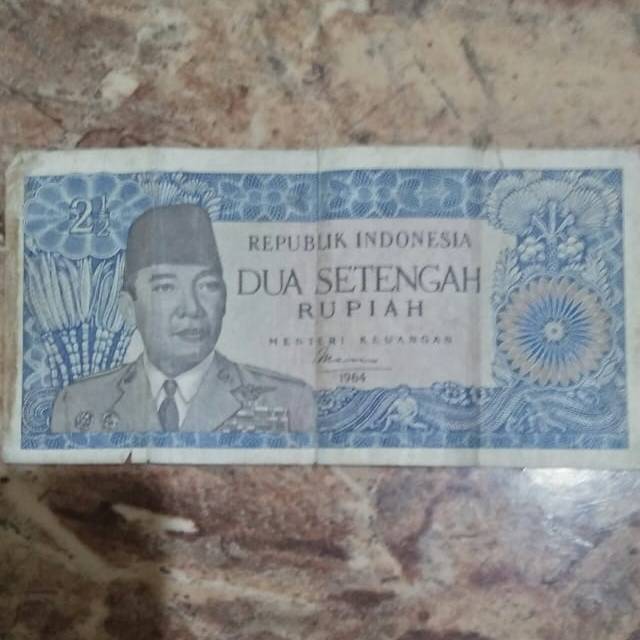 2½
REPUBLIK INDONESIA
DUA SETENGAH
RUPIAH
MENTERI KEUANGAN
1964